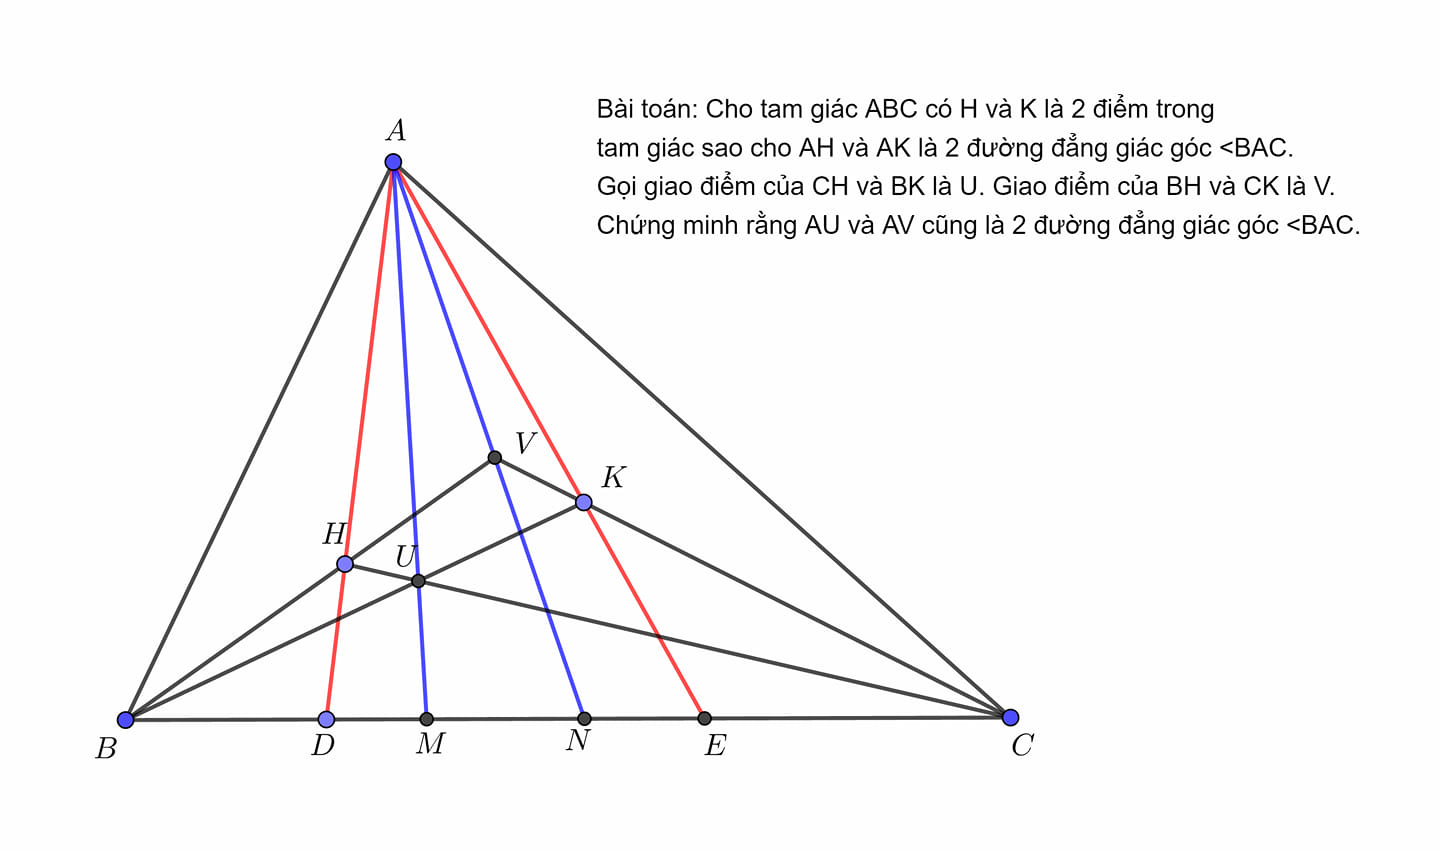 Bài toán: Cho tam giác ABC có H và K là 2 điểm trong
tam giác sao cho AH và AK là 2 đường đẳng giác góc <BAC.
Gọi giao điểm của CH và BK là U. Giao điểm của BH và CK là V.
Chứng minh rằng AU và AV cũng là 2 đường đẳng giác góc <BAC.
A
V
K
H
U
B
D
M
N
E
C